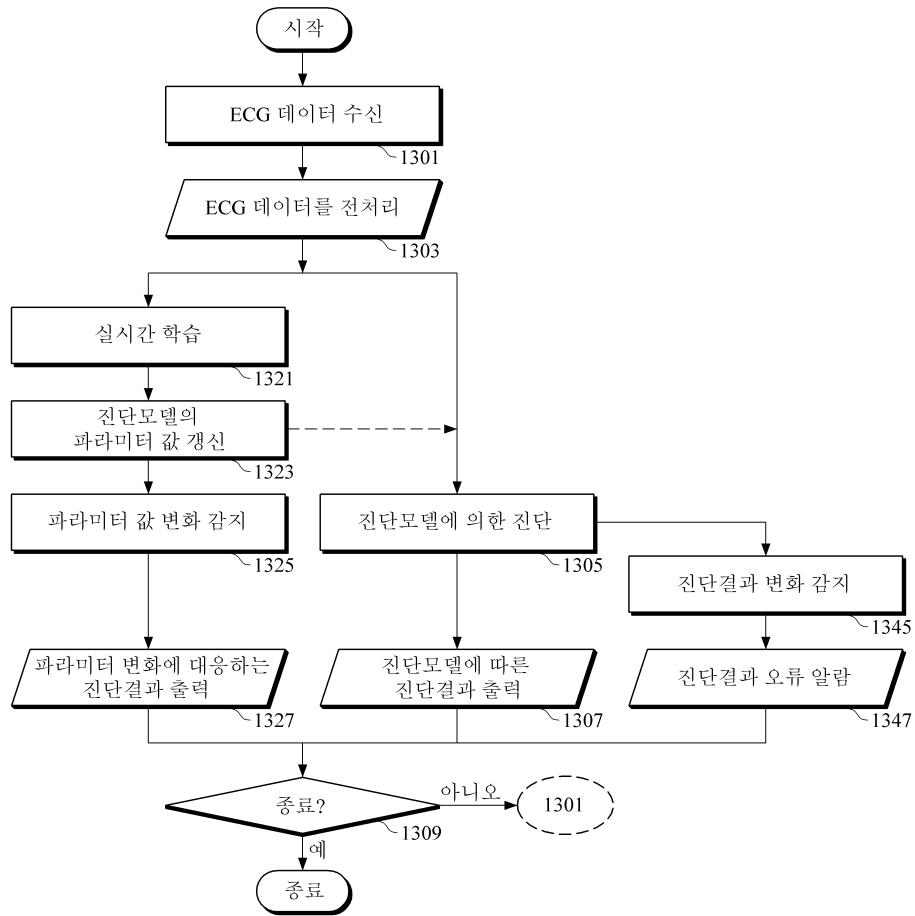 시작
ECG 데이터 수신
1301
ECG 데이터를 전처리
1303
실시간 학습
1321
진단모델의
파라미터 값 갱신
1323
파라미터 값 변화 감지
1325
진단모델에 의한 진단
1305
진단결과 변화 감지
1345
파라미터 변화에 대응하는
진단결과 출력
1327
진단모델에 따른
진단결과 출력
1307
진단결과 오류 알람
1347
종료?
1309
아니오
1301
예
종료